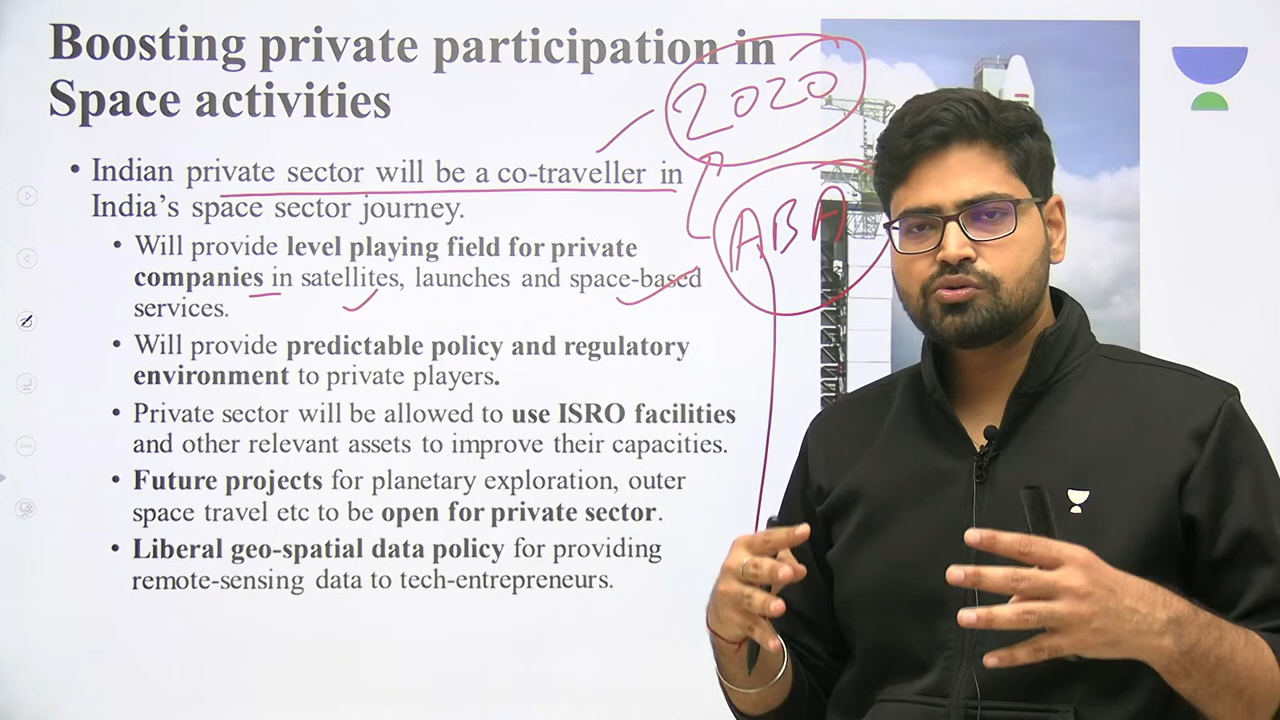 Boosting private participation in
Space activities
2020
• Indian private sector will be a co-traveller in
India’s space sector journey.
ABA
• Will provide level playing field for private
companies in satellites, launches and space-based
services.
• Will provide predictable policy and regulatory
environment to private players.
• Private sector will be allowed to use ISRO facilities
and other relevant assets to improve their capacities.
• Future projects for planetary exploration, outer
space travel etc to be open for private sector.
• Liberal geo-spatial data policy for providing
remote-sensing data to tech-entrepreneurs.